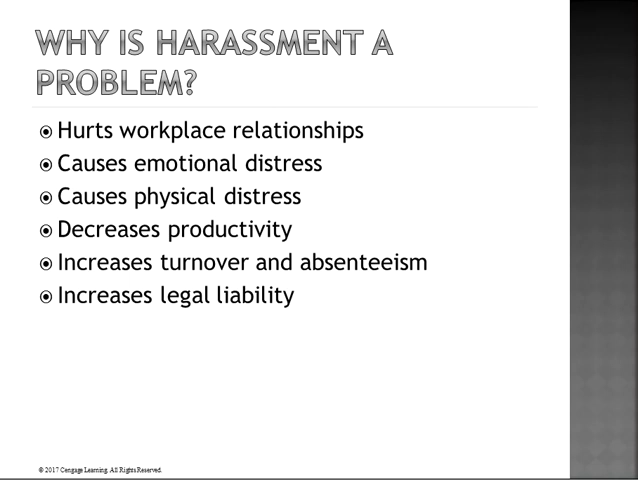 WHY IS HARASSMENT A
PROBLEM?
Hurts workplace relationships
Causes emotional distress
Causes physical distress
Decreases productivity
Increases turnover and absenteeism
Increases legal liability
© 2017 Cengage Learning. All Rights Reserved.